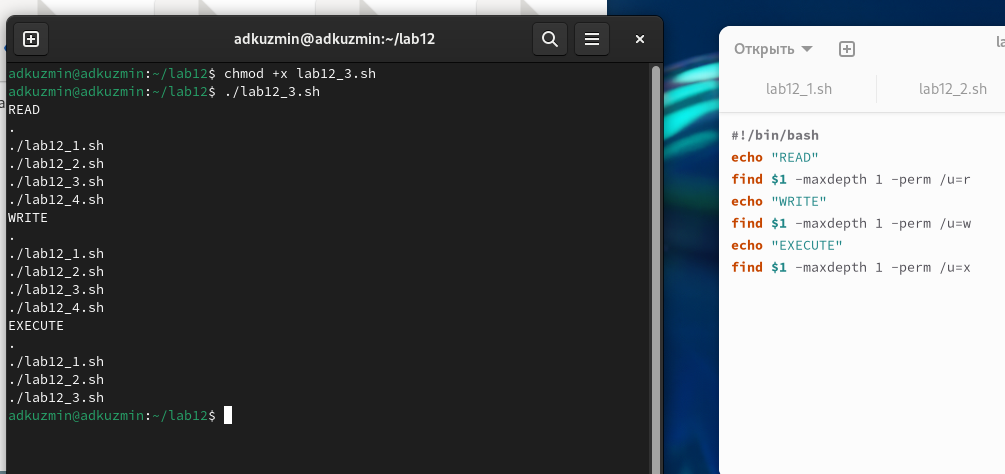 adkuzmin@adkuzmin:~/lab12
adkuzmin@adkuzmin:~/lab12$ chmod +x lab12_3.sh
adkuzmin@adkuzmin:~/lab12$ ./lab12_3.sh
READ
.
./lab12_1.sh
./lab12_2.sh
./lab12_3.sh
./lab12_4.sh
WRITE
.
./lab12_1.sh
./lab12_2.sh
./lab12_3.sh
./lab12_4.sh
EXECUTE
.
./lab12_1.sh
./lab12_2.sh
./lab12_3.sh
adkuzmin@adkuzmin:~/lab12$
Открыть
lab12_1.sh
lab12_2.sh
#!/bin/bash
echo "READ"
find $1 -maxdepth 1 -perm /u=r
echo "WRITE"
find $1 -maxdepth 1 -perm /u=w
echo "EXECUTE"
find $1 -maxdepth 1 -perm /u=x